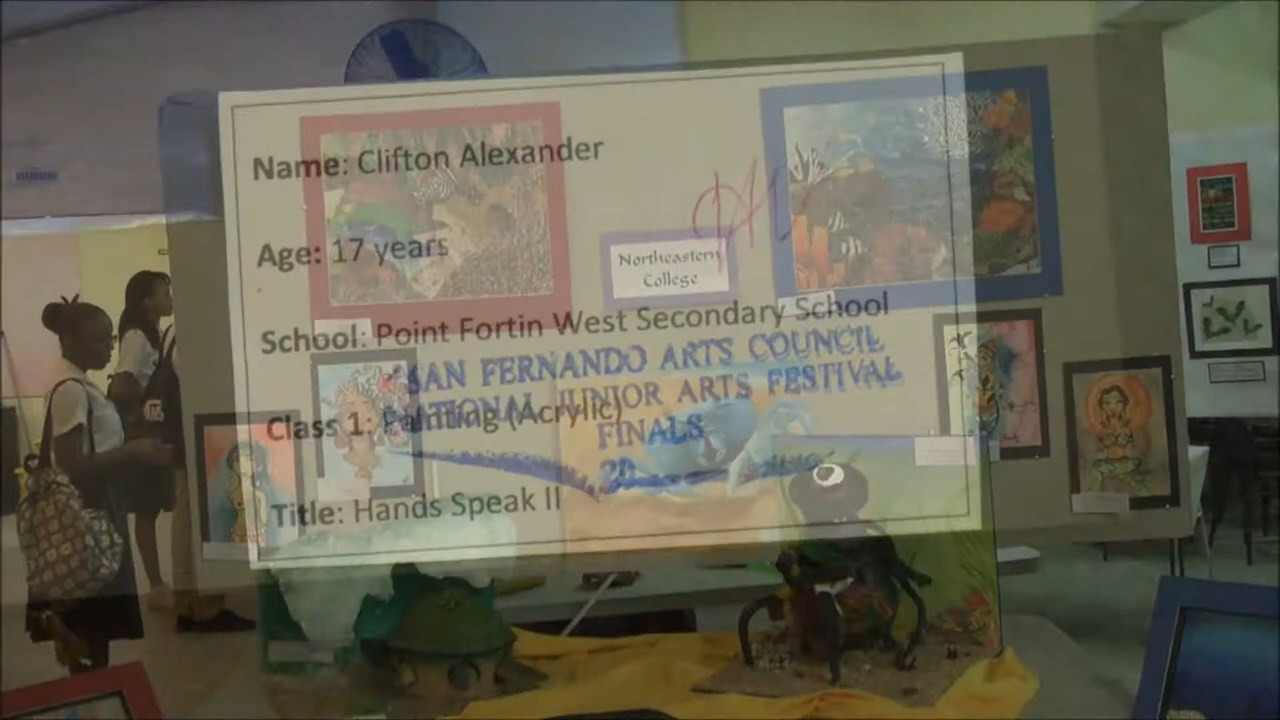 Name: Clifton Alexander
Age: 17 years
Northeastern
College
School: Point Fortin West Secondary School
SAN FERNANDO ARTS COUNCIL
NATIONAL JUNIOR ARTS FESTIVAL
FINALS
20
Class 1: Painting (Acrylic)
Title: Hands Speak II